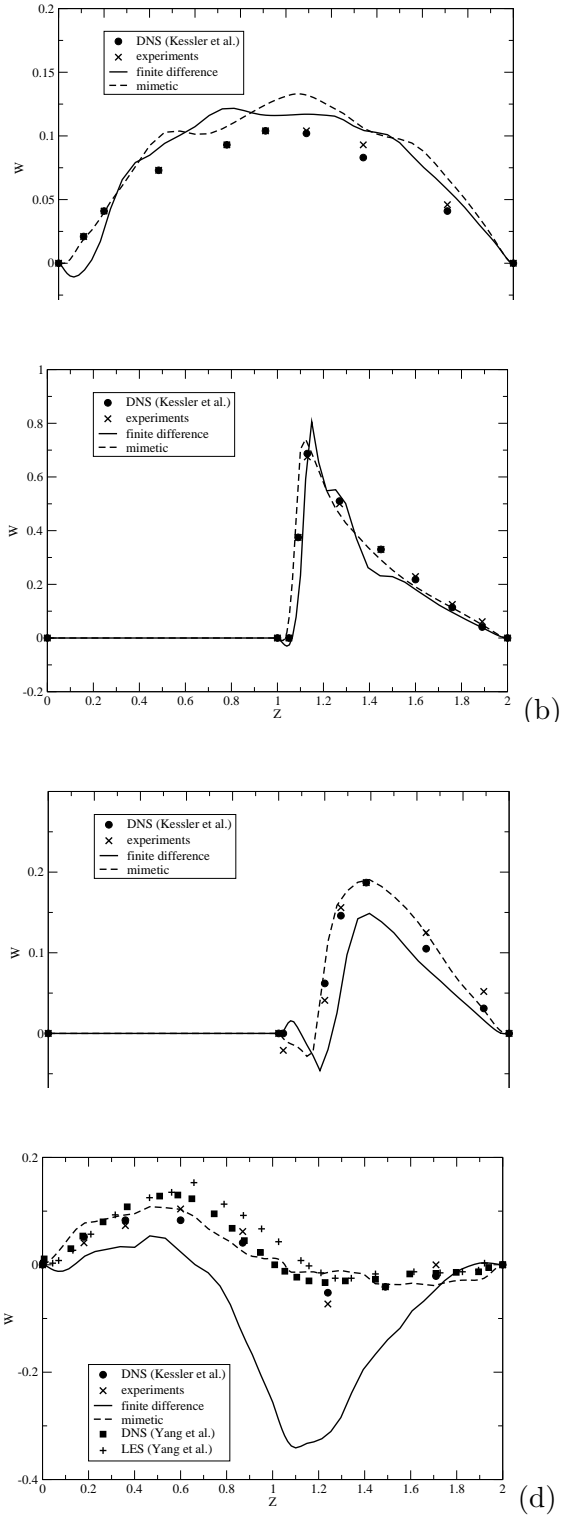 0.2
DNS (Kessler et al.)
experiments
finite difference
mimetic
0.15
0.1
W
0.05
0
1
DNS (Kessler et al.)
experiments
finite difference
mimetic
0.8
0.6
W
0.4
0.2
0
-0.2
0 0.2 0.4 0.6 0.8 1 1.2 1.4 1.6 1.8 2
Z
(b)
DNS (Kessler et al.)
experiments
finite difference
mimetic
0.2
W
0.1
0
0.2
0
W
-0.2
DNS (Kessler et al.)
experiments
finite difference
mimetic
DNS (Yang et al.)
LES (Yang et al.)
-0.4
0 0.2 0.4 0.6 0.8 1 1.2 1.4 1.6 1.8 2
Z
(d)